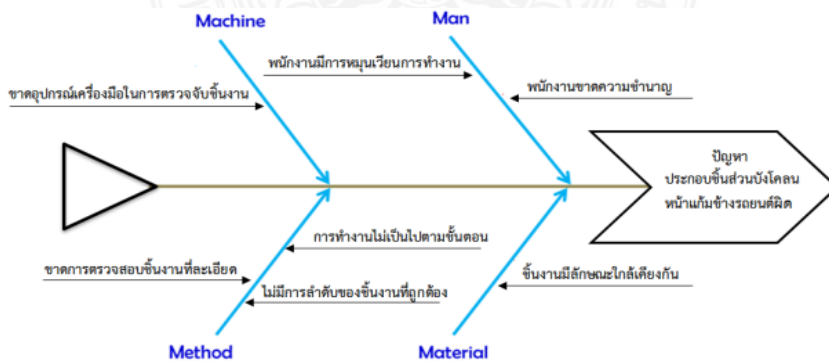 Machine
Man
พนักงานมีการหมุนเวียนการทำงาน
ขาดอุปกรณ์เครื่องมือในการตรวจจับชิ้นงาน
พนักงานขาดความชำนาญ
ปัญหา
ประกอบชิ้นส่วนบังโคลน
หน้าแก้มข้างรถยนต์ผิด
การทำงานไม่เป็นไปตามขั้นตอน
ขาดการตรวจสอบชิ้นงานที่ละเอียด
ชิ้นงานมีลักษณะใกล้เคียงกัน
ไม่มีการลำดับของชิ้นงานที่ถูกต้อง
Method
Material